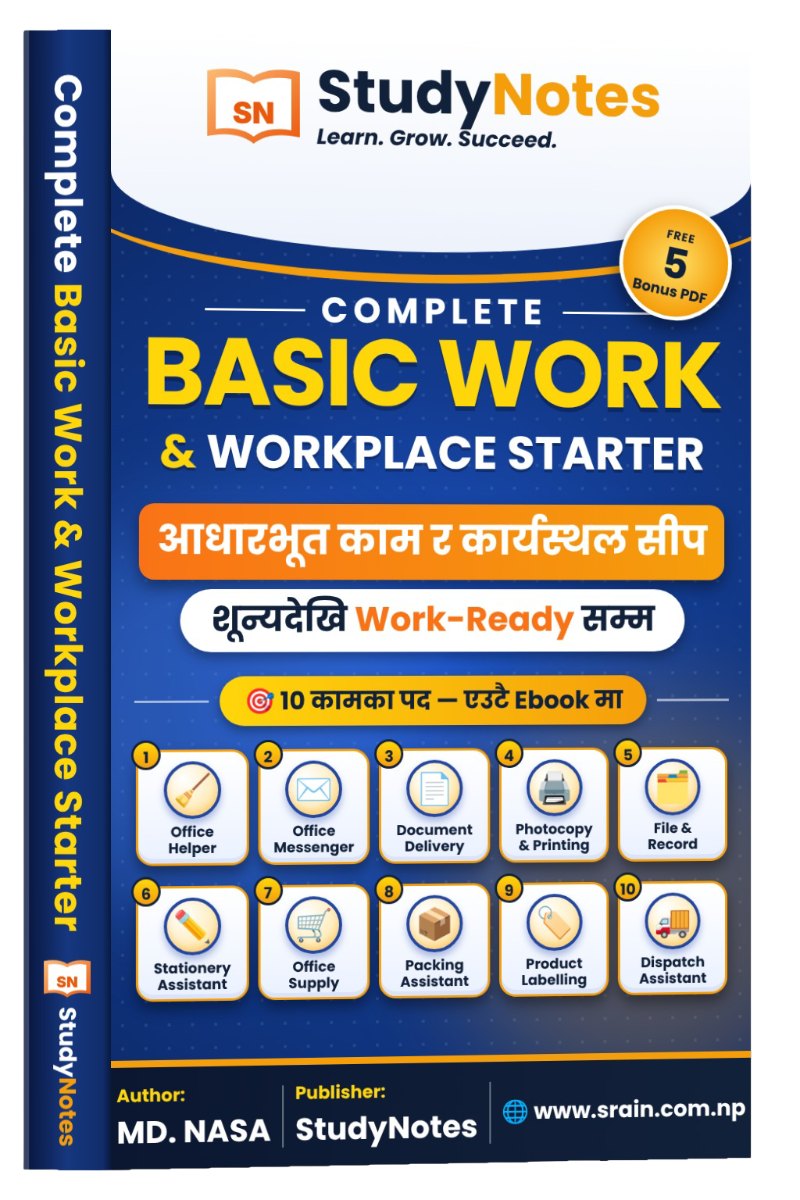 Complete Basic Work & Workplace Starter
SN
StudyNotes
SN
StudyNotes
Learn. Grow. Succeed.
FREE
5
Bonus PDF
COMPLETE
BASIC WORK
& WORKPLACE STARTER
आधारभूत काम र कार्यस्थल सीप
शून्यदेखि Work-Ready सम्म
10 कामका पद — एउटै Ebook मा
1
Office
Helper
2
Office
Messenger
3
Document
Delivery
4
Photocopy
& Printing
5
File &
Record
6
Stationery
Assistant
7
Office
Supply
8
Packing
Assistant
9
Product
Labelling
10
Dispatch
Assistant
Author:
MD. NASA
Publisher:
StudyNotes
www.srain.com.np